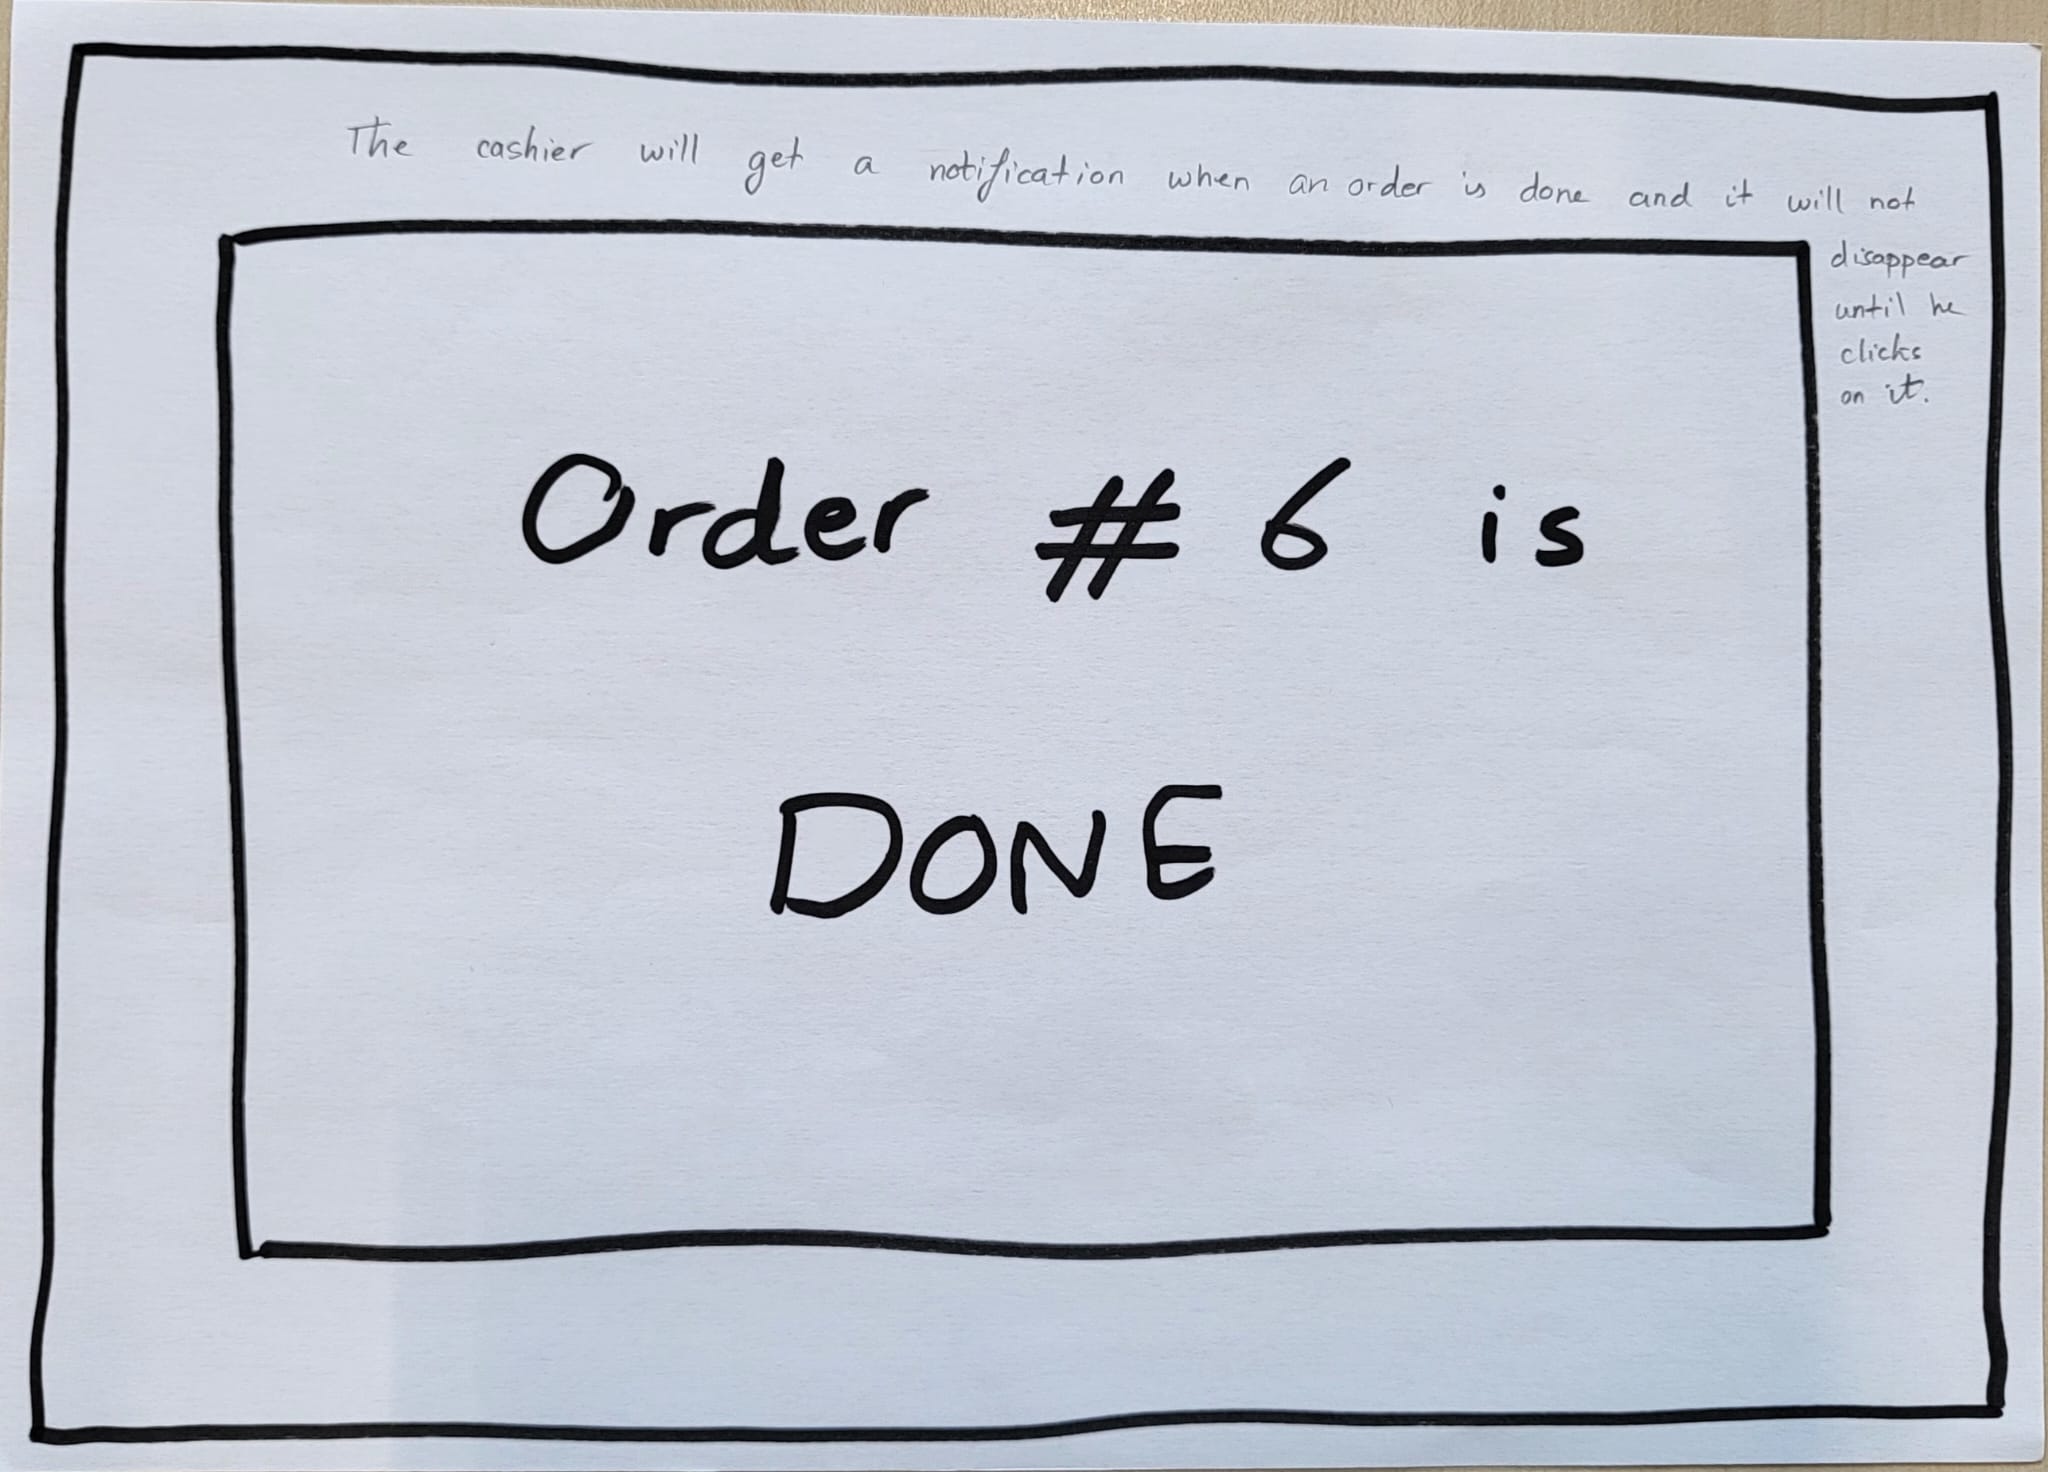 The cashier will get a notification when an order is done and it will not
disappear
until he
clicks
on it.
Order # 6 is
DONE